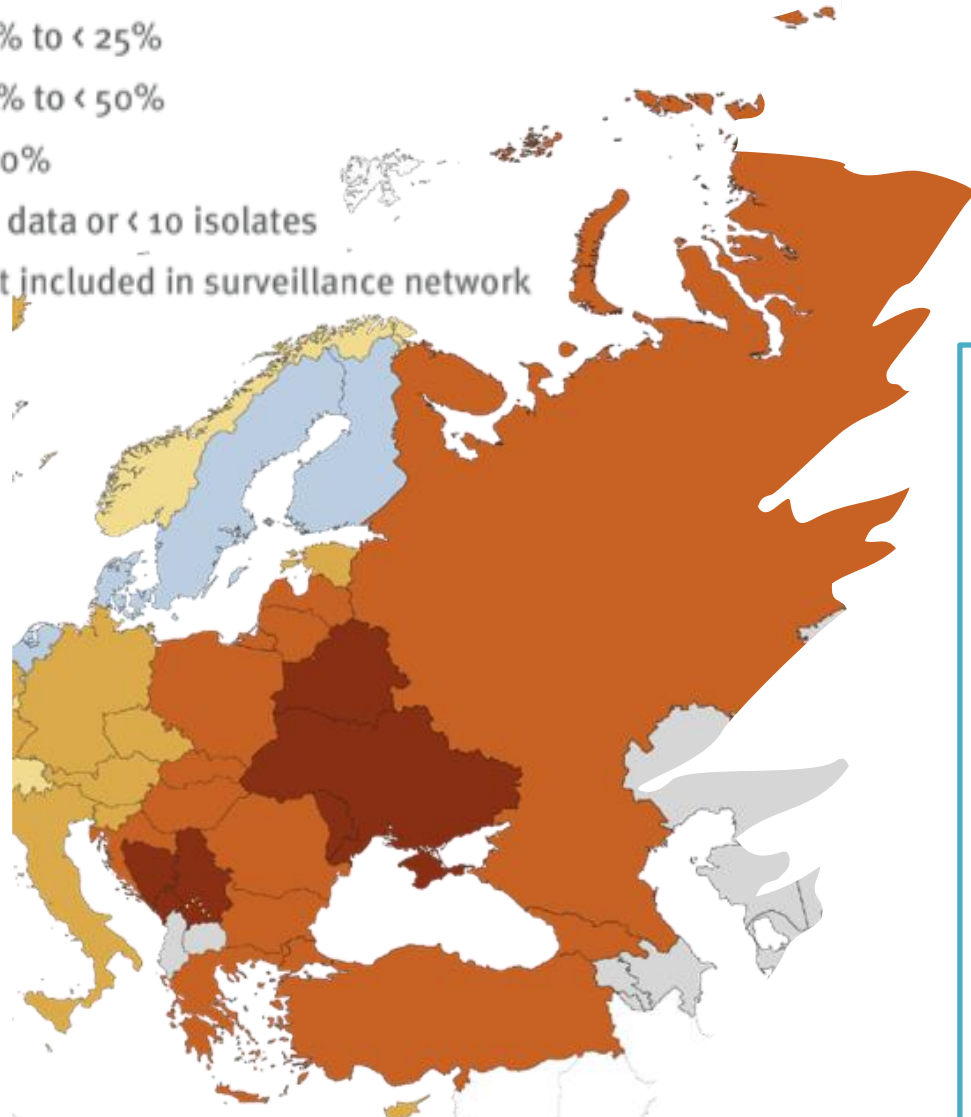 % to < 25%
% to < 50%
0%
data or < 10 isolates
t included in surveillance network